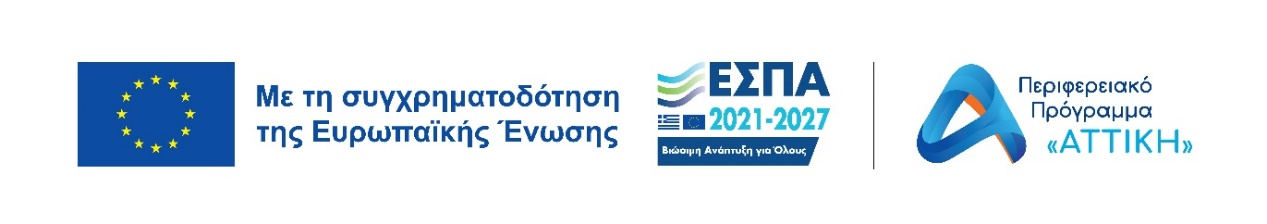 Με τη συγχρηματοδότηση
της Ευρωπαϊκής Ένωσης
ΕΣΠΑ
2021-2027
Βιώσιμη Ανάπτυξη για Όλους
Περιφερειακό
Πρόγραμμα
«ΑΤΤΙΚΗ»